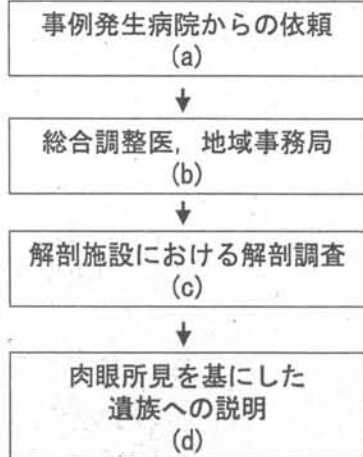 事例発生病院からの依頼
(a)
総合調整医，地域事務局
(b)
解剖施設における解剖調査
(c)
肉眼所見を基にした
遺族への説明
(d)